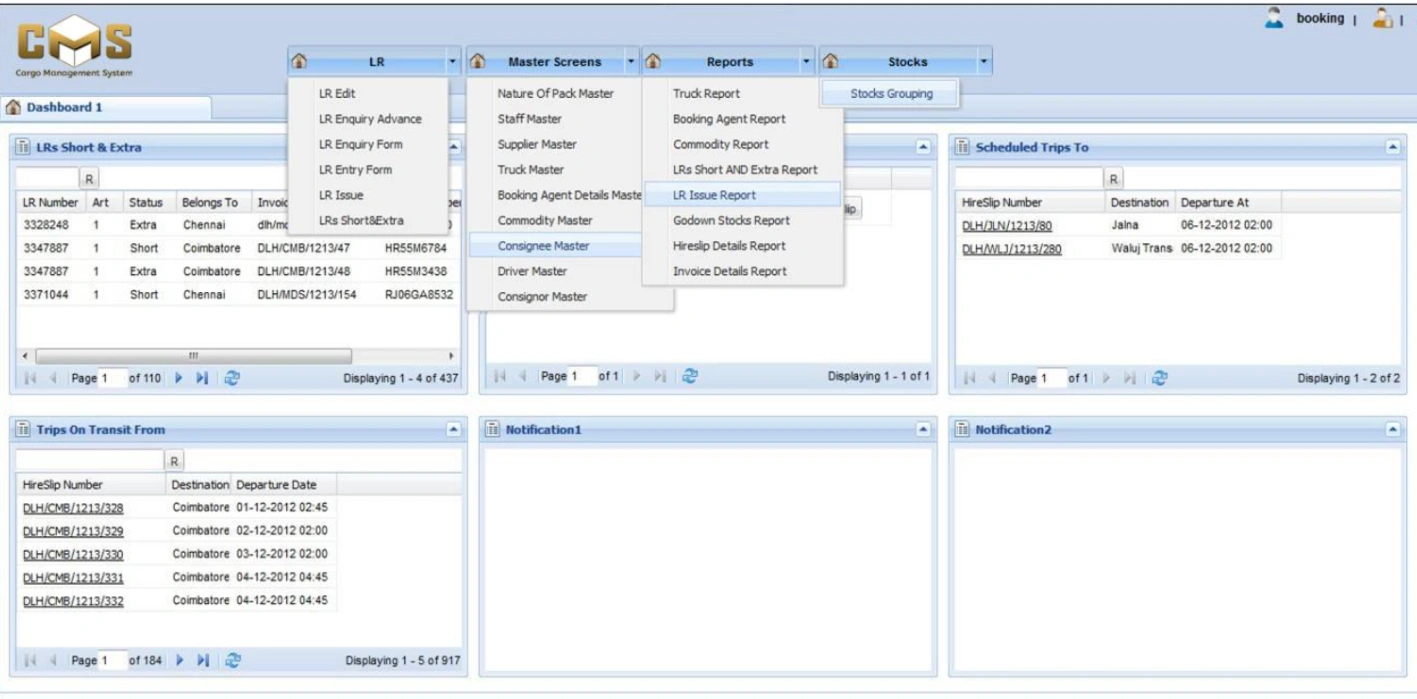 booking | |
CMS
Cargo Management System
LR Master Screens Reports Stocks
LR Edit
LR Enquiry Advance
LR Enquiry Form
LR Entry Form
LR Issue
LRs Short&Extra
Nature Of Pack Master
Staff Master
Supplier Master
Truck Master
Booking Agent Details Maste
Commodity Master
Consignee Master
Driver Master
Consignor Master
Truck Report
Booking Agent Report
Commodity Report
LRs Short AND Extra Report
LR Issue Report
Godown Stocks Report
Hireslip Details Report
Invoice Details Report
Stocks Grouping
Dashboard 1
LRs Short & Extra
R
LR Number Art Status Belongs To Invoic
3328248 1 Extra Chennai
3347887 1 Short Coimbatore DLH/CMB/1213/47 HR55M6784
3347887 1 Extra Coimbatore DLH/CMB/1213/48 HR55M3438
3371044 1 Short Chennai DLH/MDS/1213/154 RJ06GA8532
Page 1 of 110 Displaying 1 - 4 of 437
Page 1 of 1 Displaying 1 - 1 of 1
Scheduled Trips To
R
HireSlip Number Destination Departure At
DLH/JLN/1213/80 Jalna 06-12-2012 02:00
DLH/WLJ/1213/280 Waluj Trans 06-12-2012 02:00
Page 1 of 1 Displaying 1 - 2 of 2
Trips On Transit From
R
HireSlip Number Destination Departure Date
DLH/CMB/1213/328 Coimbatore 01-12-2012 02:45
DLH/CMB/1213/329 Coimbatore 02-12-2012 02:00
DLH/CMB/1213/330 Coimbatore 03-12-2012 02:00
DLH/CMB/1213/331 Coimbatore 04-12-2012 04:45
DLH/CMB/1213/332 Coimbatore 04-12-2012 04:45
Page 1 of 184 Displaying 1 - 5 of 917
Notification1
Notification2